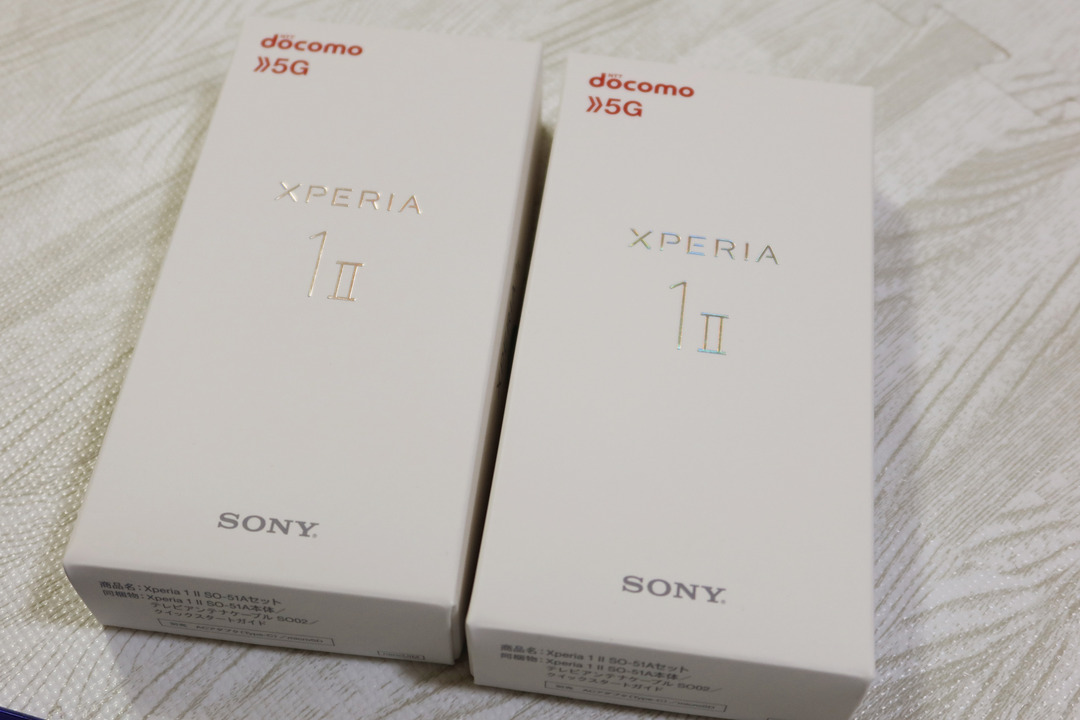 NTT
docomo
5G
XPERIA
1 II
SONY
商品名：Xperia 1 II SO-51Aセット
同梱物：Xperia 1 II SO-51A本体／
テレビアンテナケーブル SO02／
クイックスタートガイド
NTT
docomo
5G
XPERIA
1 II
SONY
商品名：Xperia 1 II SO-51Aセット
同梱物：Xperia 1 II SO-51A本体／
テレビアンテナケーブル SO02／
クイックスタートガイド